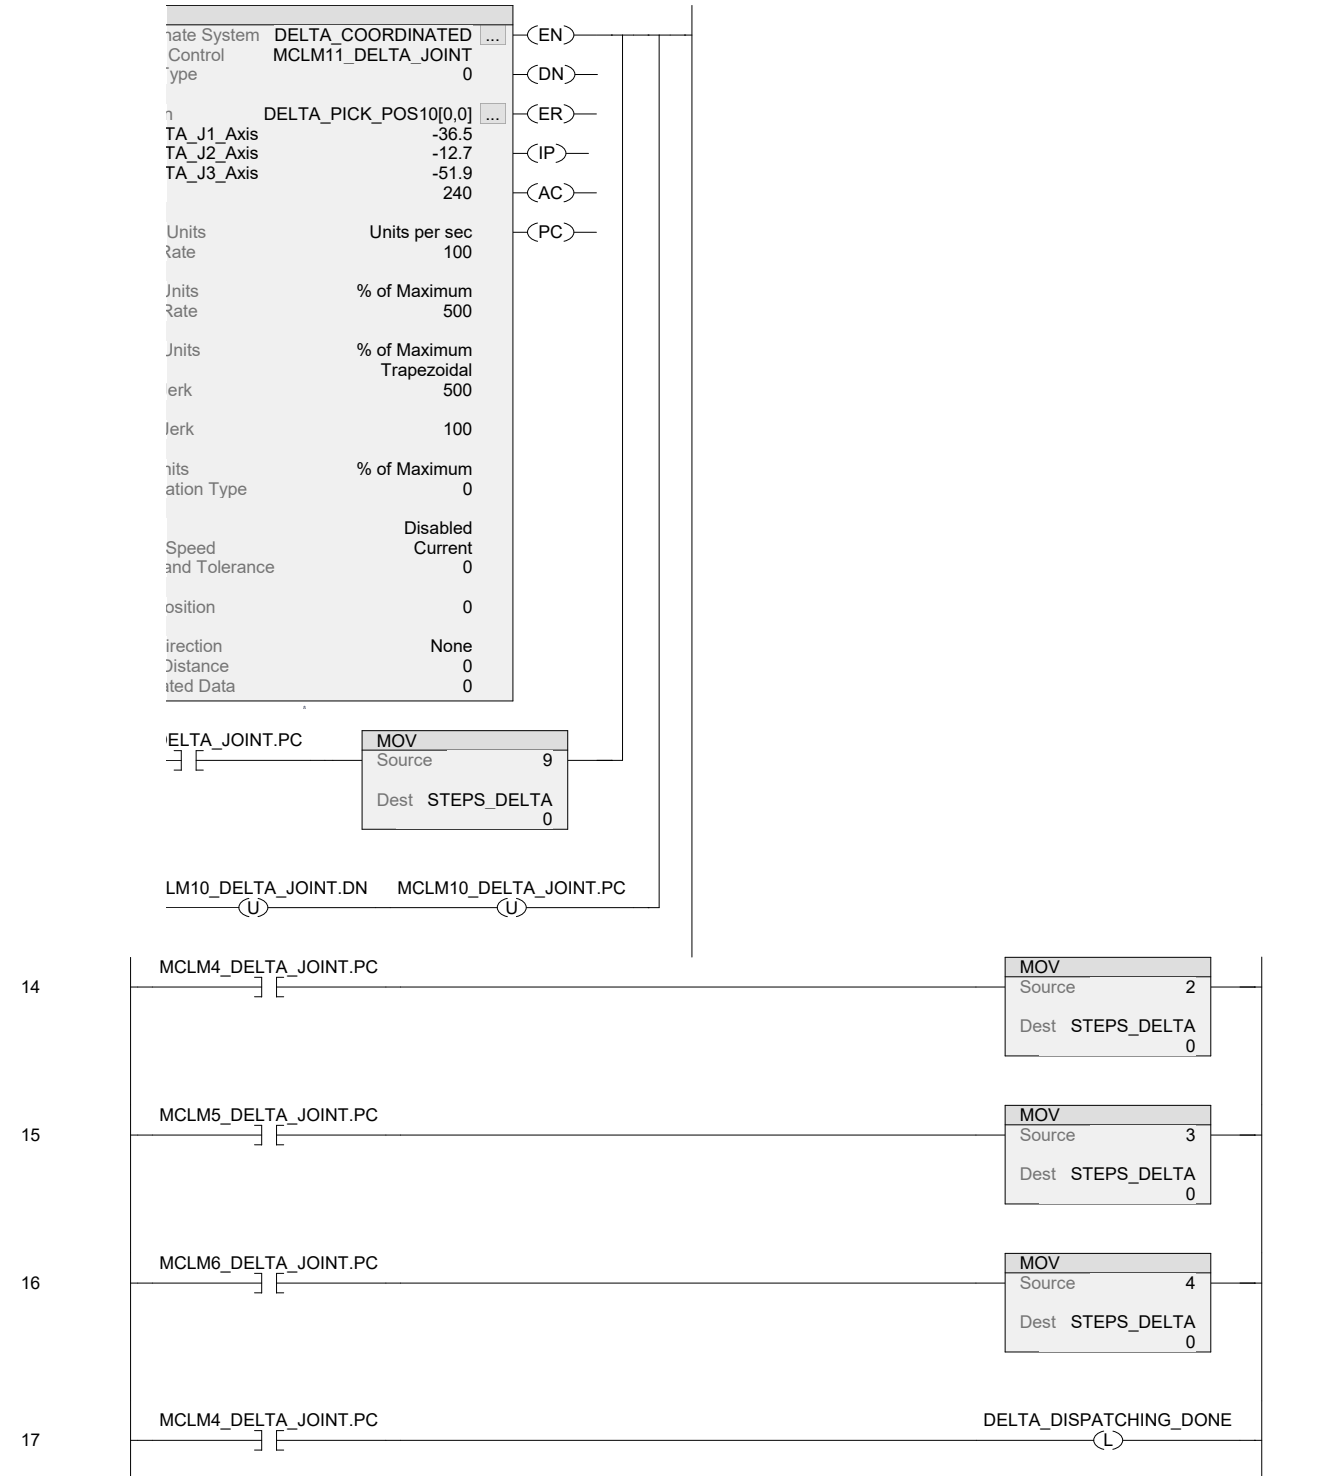 nate System DELTA_COORDINATED ... EN
Control MCLM11_DELTA_JOINT
ype 0 DN
n DELTA_PICK_POS10[0,0] ... ER
TA_J1_Axis -36.5
TA_J2_Axis -12.7 IP
TA_J3_Axis -51.9
240 AC
Units Units per sec PC
Rate 100
Units % of Maximum
Rate 500
Units % of Maximum
Trapezoidal
erk 500
Jerk 100
nits % of Maximum
ation Type 0
Disabled
Speed Current
and Tolerance 0
osition 0
irection None
Distance 0
ated Data 0
ELTA_JOINT.PC MOV
Source 9
Dest STEPS_DELTA
0
LM10_DELTA_JOINT.DN MCLM10_DELTA_JOINT.PC
U U
MCLM4_DELTA_JOINT.PC MOV
14 Source 2
Dest STEPS_DELTA
0
MCLM5_DELTA_JOINT.PC MOV
15 Source 3
Dest STEPS_DELTA
0
MCLM6_DELTA_JOINT.PC MOV
16 Source 4
Dest STEPS_DELTA
0
MCLM4_DELTA_JOINT.PC DELTA_DISPATCHING_DONE
17 L